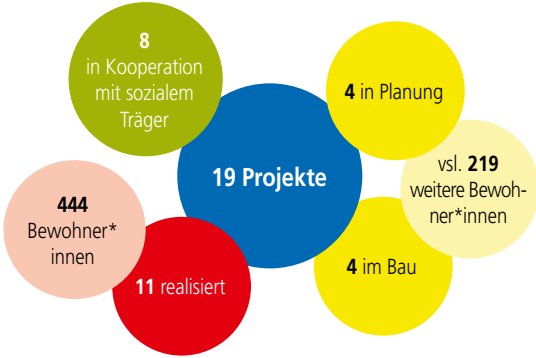 8
in Kooperation
mit sozialem
Träger
4 in Planung
19 Projekte
vsl. 219
weitere Bewoh-
ner*innen
444
Bewohner*
innen
11 realisiert
4 im Bau